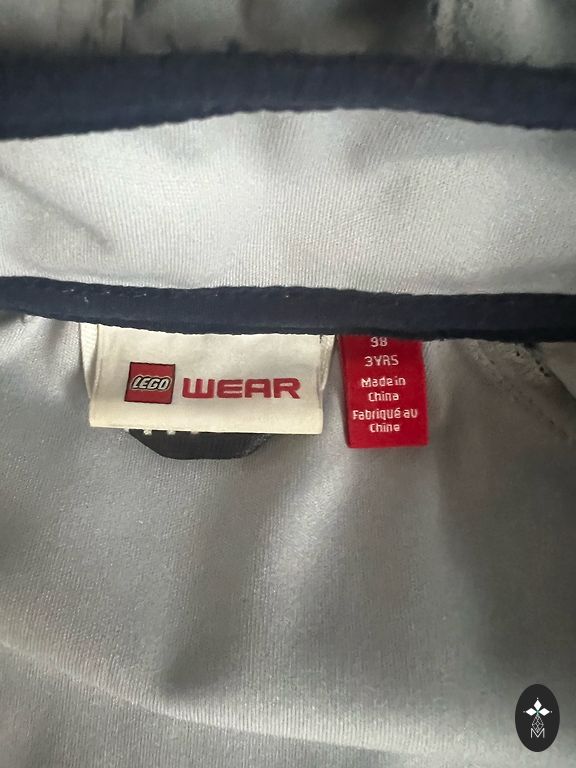 LEGO WEAR
98
3YRS
Made in
China
Fabriqué au
Chine
M